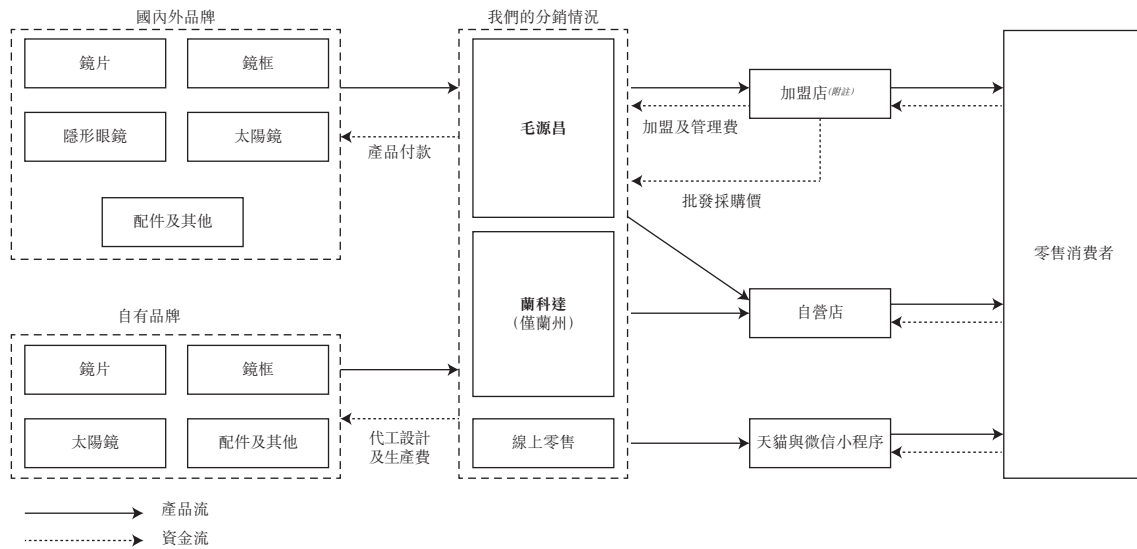 國內外品牌
鏡片
鏡框
隱形眼鏡
太陽鏡
配件及其他
自有品牌
鏡片
鏡框
太陽鏡
配件及其他
產品付款
代工設計
及生產費
我們的分銷情況
毛源昌
蘭科達
(僅蘭州)
線上零售
加盟店(附註)
加盟及管理費
批發採購價
自營店
天貓與微信小程序
零售消費者
產品流
資金流